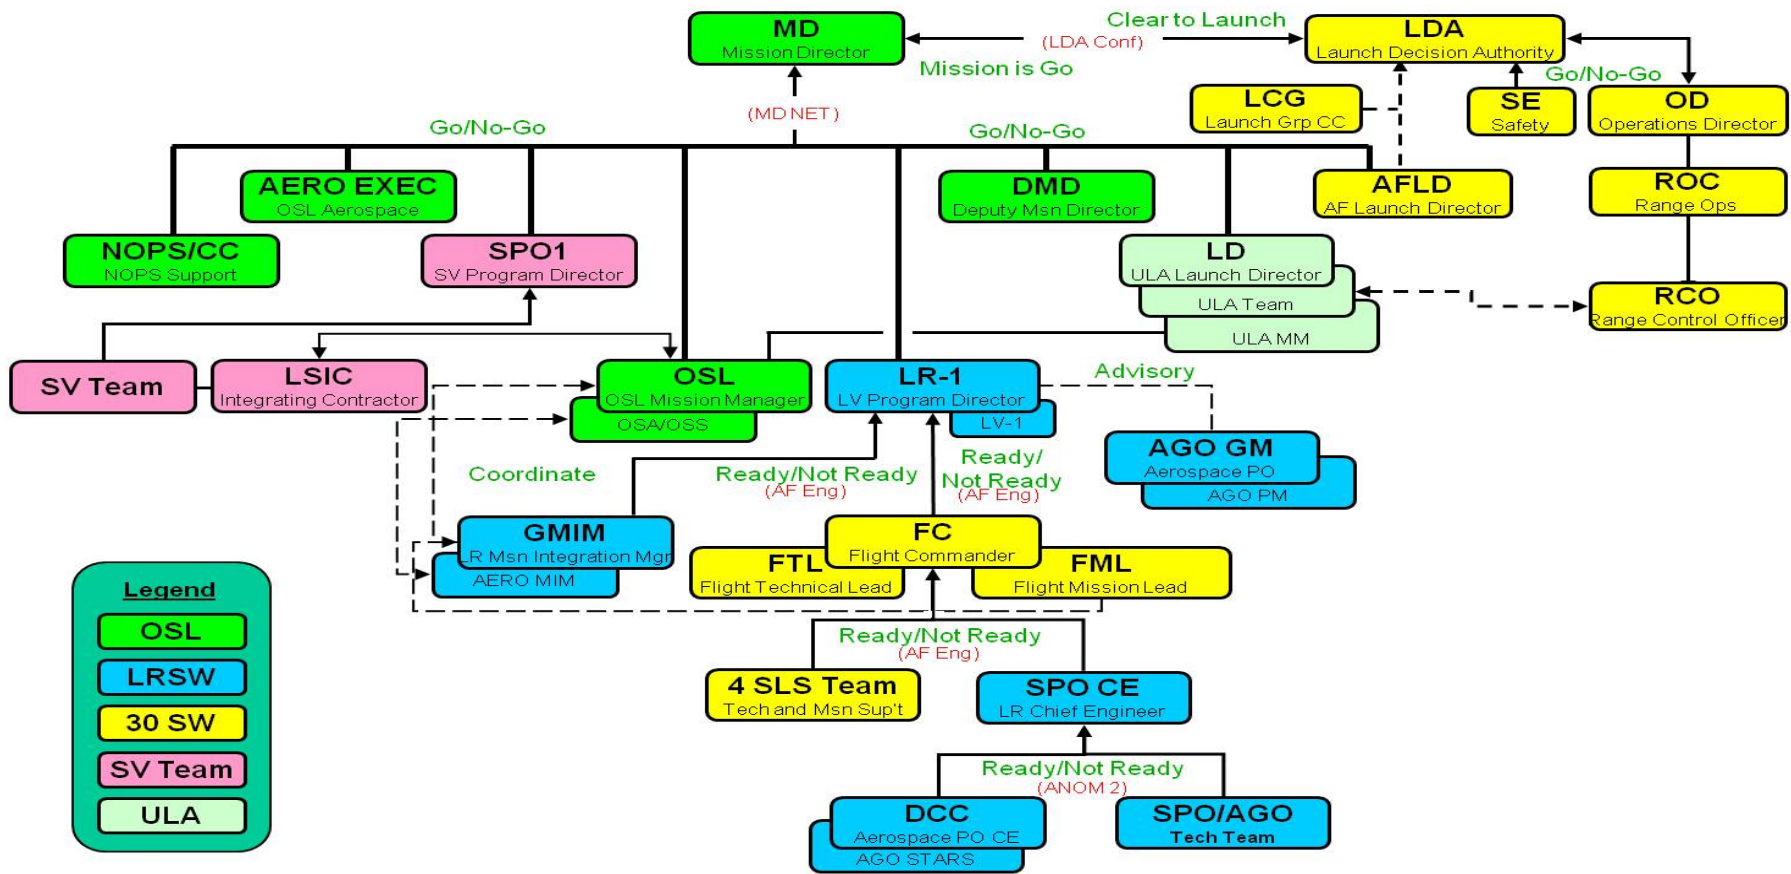 MD
Mission Director
Clear to Launch
(LDA Conf)
Mission is Go
LDA
Launch Decision Authority
Go/No-Go
LCG
Launch Grp CC
SE
Safety
OD
Operations Director
(MD NET)
Go/No-Go
Go/No-Go
AERO EXEC
OSL Aerospace
DMD
Deputy Msn Director
AFLD
AF Launch Director
ROC
Range Ops
NOPS/CC
NOPS Support
SPO1
SV Program Director
LD
ULA Launch Director
ULA Team
ULA MM
RCO
Range Control Officer
SV Team
LSIC
Integrating Contractor
OSL
OSL Mission Manager
OSA/OSS
LR-1
LV Program Director
LV-1
Advisory
AGO GM
Aerospace PO
AGO PM
Coordinate
Ready/Not Ready
(AF Eng)
Ready/
Not Ready
(AF Eng)
GMIM
LR Msn Integration Mgr
AERO MIM
FC
Flight Commander
FTL
Flight Technical Lead
FML
Flight Mission Lead
Ready/Not Ready
(AF Eng)
4 SLS Team
Tech and Msn Sup't
SPO CE
LR Chief Engineer
Ready/Not Ready
(ANOM 2)
DCC
Aerospace PO CE
AGO STARS
SPO/AGO
Tech Team
Legend
OSL
LRSW
30 SW
SV Team
ULA